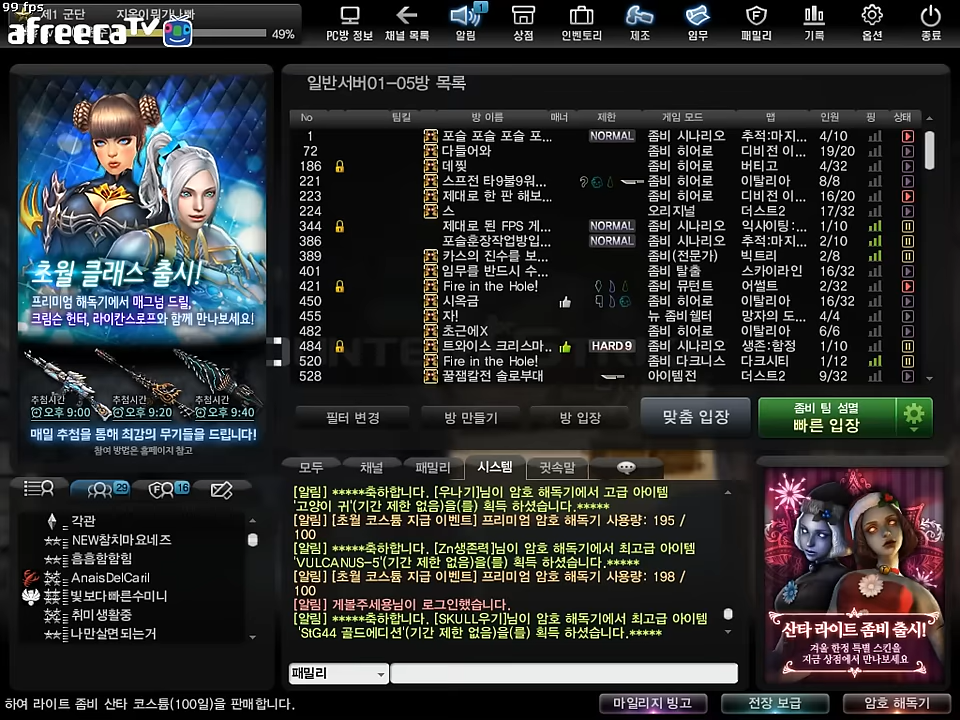 99 fps
제1 군단
지옹이뭔가나빠
afreecaTV
49%
PC방 정보
채널 목록
1
알림
상점
인벤토리
제조
임무
패밀리
기록
옵션
종료
초월 클래스 출시!
프리미엄 해독기에서 매그넘 드릴,
크림슨 헌터, 라이칸스로프와 함께 만나보세요!
추첨시간
오후 9:00
추첨시간
오후 9:20
추첨시간
오후 9:40
매일 추첨을 통해 최강의 무기들을 드립니다!
참여 방법은 홈페이지 참고
일반서버01-05방 목록
No 팀킬 방 이름 매너 제한 게임 모드 맵 인원 핑 상태
1 포슬 포슬 포슬 포... NORMAL 좀비 시나리오 추적:마지... 4/10
72 다들어와 좀비 히어로 디비전 이... 19/20
186 데찢 좀비 히어로 버티고 4/32
221 스프전 타9불9워... 좀비 히어로 이탈리아 8/8
223 제대로 한 판 해보... 좀비 히어로 디비전 이... 16/20
224 스 오리지널 더스트2 17/32
344 제대로 된 FPS 게... NORMAL 좀비 시나리오 익사이팅:... 1/10
386 포슬훈장작업방입... NORMAL 좀비 시나리오 추적:마지... 2/10
389 카스의 진수를 보... 좀비(전문가) 빅트리 2/8
401 임무를 반드시 수... 좀비 탈출 스카이라인 16/32
421 Fire in the Hole! 좀비 뮤턴트 어썰트 2/32
450 시옥금 좀비 히어로 이탈리아 16/32
455 자! 뉴 좀비쉘터 망자의 도... 4/4
482 초근에X 좀비 히어로 이탈리아 6/6
484 트와이스 크리스마... HARD 9 좀비 시나리오 생존:함정 1/10
520 Fire in the Hole! 좀비 다크니스 다크시티 1/12
528 꿀잼칼전 솔로부대 아이템전 더스트2 9/32
필터 변경
방 만들기
방 입장
맞춤 입장
좀비 팀 섬멸
빠른 입장
29
16
각관
NEW참치마요네즈
흠흠함함힘
AnaisDelCaril
빛보다빠른수미니
취미생활중
나만살면되는거
모두 채널 패밀리 시스템 귓속말
[알림] *****축하합니다. [우나기]님이 암호 해독기에서 고급 아이템
'고양이 귀'(기간 제한 없음)을(를) 획득 하셨습니다.*****
[알림] [초월 코스튬 지급 이벤트] 프리미엄 암호 해독기 사용량: 195 /
100
[알림] *****축하합니다. [Zn생존력]님이 암호 해독기에서 최고급 아이템
'VULCANUS-5'(기간 제한 없음)을(를) 획득 하셨습니다.*****
[알림] [초월 코스튬 지급 이벤트] 프리미엄 암호 해독기 사용량: 198 /
100
[알림] 게볼주세용님이 로그인했습니다.
[알림] *****축하합니다. [SKULL우기]님이 암호 해독기에서 최고급 아이템
'StG44 골드에디션'(기간 제한 없음)을(를) 획득 하셨습니다.*****
패밀리
산타 라이트 좀비 출시!
겨울 한정 특별 스킨을
지금 상점에서 만나보세요
하여 라이트 좀비 산타 코스튬(100일)을 판매합니다.
마일리지 빙고
전장 보급
암호 해독기